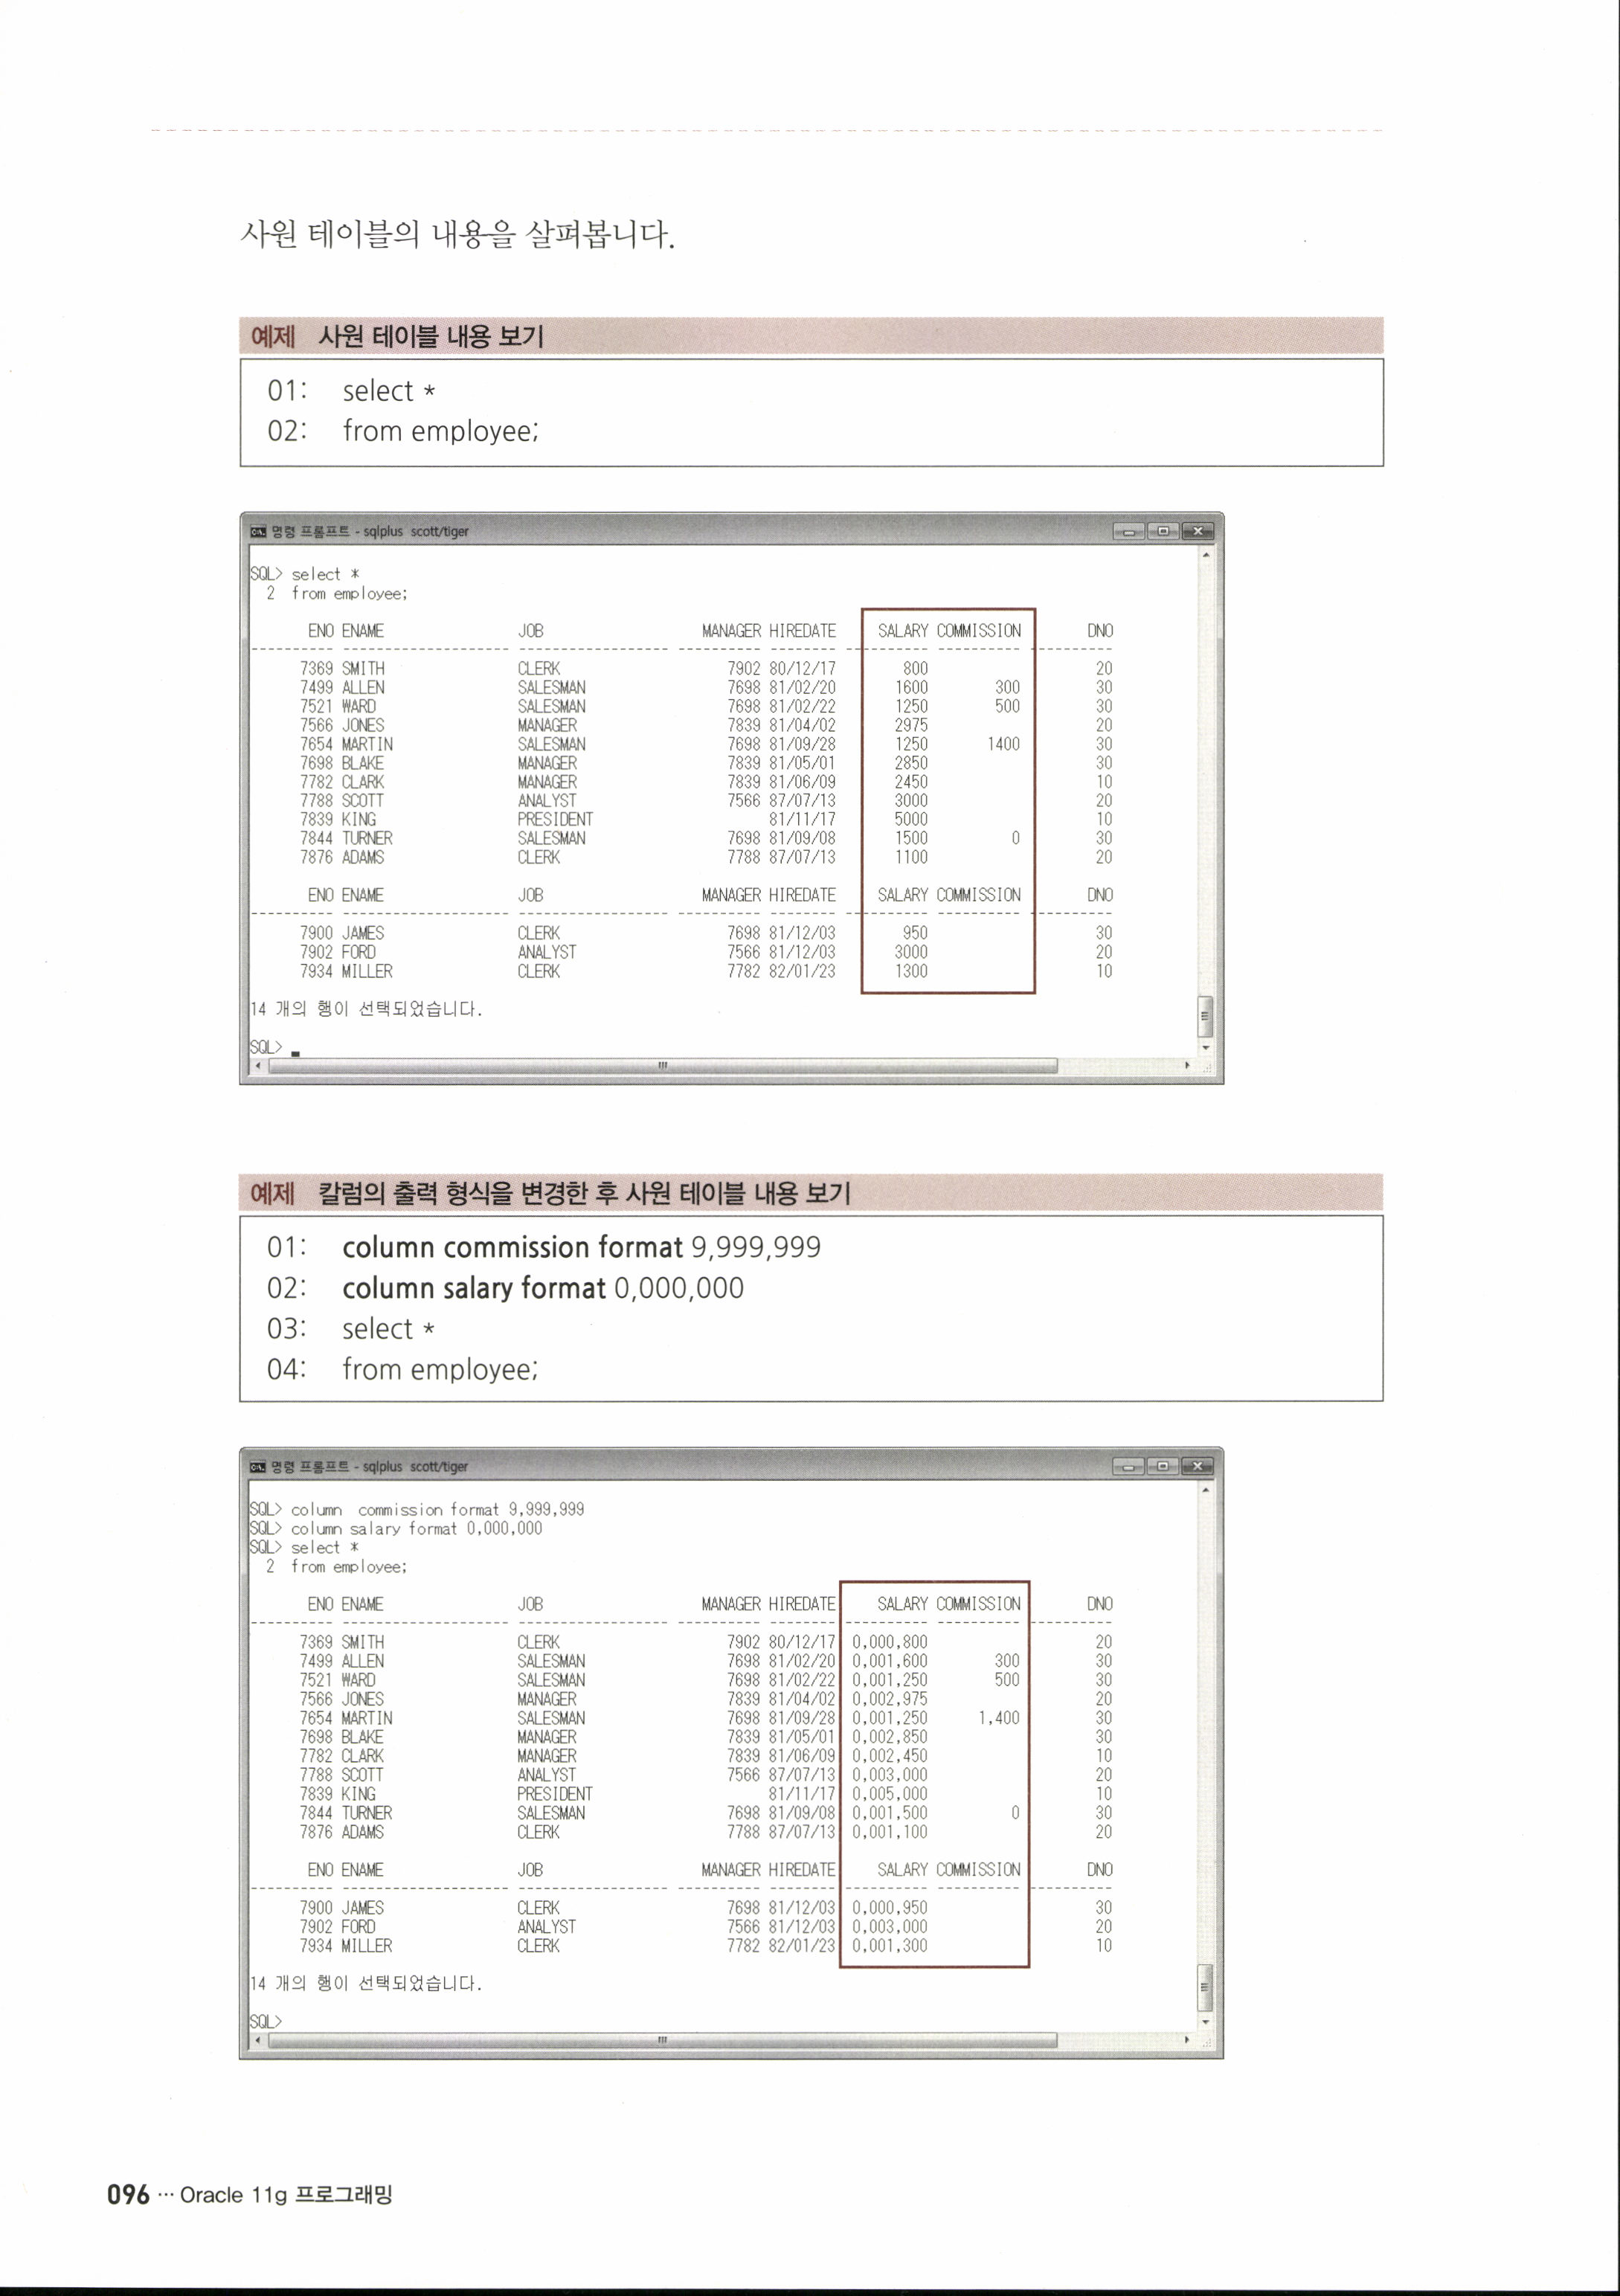 사원 테이블의 내용을 살펴봅니다.
예제 사원 테이블 내용 보기
01: select *
02: from employee;
명령 프롬프트 - sqlplus scott/tiger
SQL> select *
2 from employee;
ENO ENAME JOB MANAGER HIREDATE SALARY COMMISSION DNO
7369 SMITH CLERK 7902 80/12/17 800 20
7499 ALLEN SALESMAN 7698 81/02/20 1600 300 30
7521 WARD SALESMAN 7698 81/02/22 1250 500 30
7566 JONES MANAGER 7839 81/04/02 2975 20
7654 MARTIN SALESMAN 7698 81/09/28 1250 1400 30
7698 BLAKE MANAGER 7839 81/05/01 2850 30
7782 CLARK MANAGER 7839 81/06/09 2450 10
7788 SCOTT ANALYST 7566 87/07/13 3000 20
7839 KING PRESIDENT 81/11/17 5000 10
7844 TURNER SALESMAN 7698 81/09/08 1500 0 30
7876 ADAMS CLERK 7788 87/07/13 1100 20
ENO ENAME JOB MANAGER HIREDATE SALARY COMMISSION DNO
7900 JAMES CLERK 7698 81/12/03 950 30
7902 FORD ANALYST 7566 81/12/03 3000 20
7934 MILLER CLERK 7782 82/01/23 1300 10
14 개의 행이 선택되었습니다.
SQL>
예제 칼럼의 출력 형식을 변경한 후 사원 테이블 내용 보기
01: column commission format 9,999,999
02: column salary format 0,000,000
03: select *
04: from employee;
명령 프롬프트 - sqlplus scott/tiger
SQL> column commission format 9,999,999
SQL> column salary format 0,000,000
SQL> select *
2 from employee;
ENO ENAME JOB MANAGER HIREDATE SALARY COMMISSION DNO
7369 SMITH CLERK 7902 80/12/17 0,000,800 20
7499 ALLEN SALESMAN 7698 81/02/20 0,001,600 300 30
7521 WARD SALESMAN 7698 81/02/22 0,001,250 500 30
7566 JONES MANAGER 7839 81/04/02 0,002,975 20
7654 MARTIN SALESMAN 7698 81/09/28 0,001,250 1,400 30
7698 BLAKE MANAGER 7839 81/05/01 0,002,850 30
7782 CLARK MANAGER 7839 81/06/09 0,002,450 10
7788 SCOTT ANALYST 7566 87/07/13 0,003,000 20
7839 KING PRESIDENT 81/11/17 0,005,000 10
7844 TURNER SALESMAN 7698 81/09/08 0,001,500 0 30
7876 ADAMS CLERK 7788 87/07/13 0,001,100 20
ENO ENAME JOB MANAGER HIREDATE SALARY COMMISSION DNO
7900 JAMES CLERK 7698 81/12/03 0,000,950 30
7902 FORD ANALYST 7566 81/12/03 0,003,000 20
7934 MILLER CLERK 7782 82/01/23 0,001,300 10
14 개의 행이 선택되었습니다.
SQL>
096 ··· Oracle 11g 프로그래밍